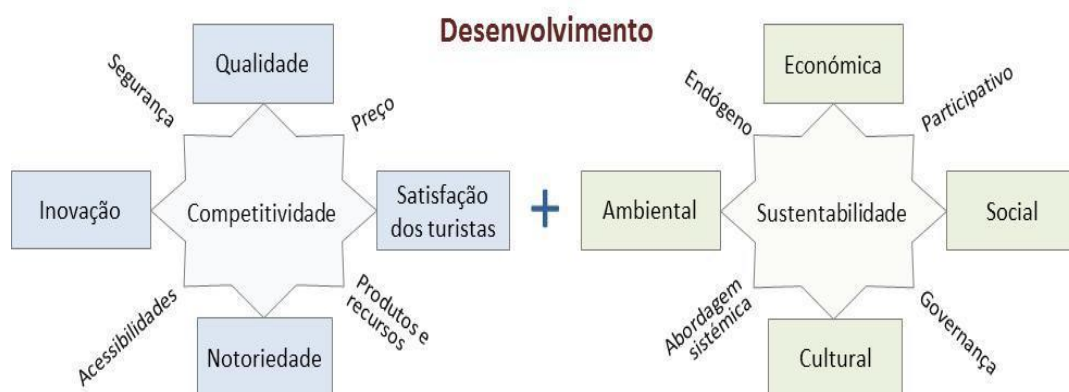 Desenvolvimento
Qualidade
Segurança
Preço
Inovação
Competitividade
Satisfação
dos turistas
Acessibilidades
Produtos e
recursos
Notoriedade
+
Económica
Endógeno
Participativo
Ambiental
Sustentabilidade
Social
Abordagem
sistémica
Governança
Cultural